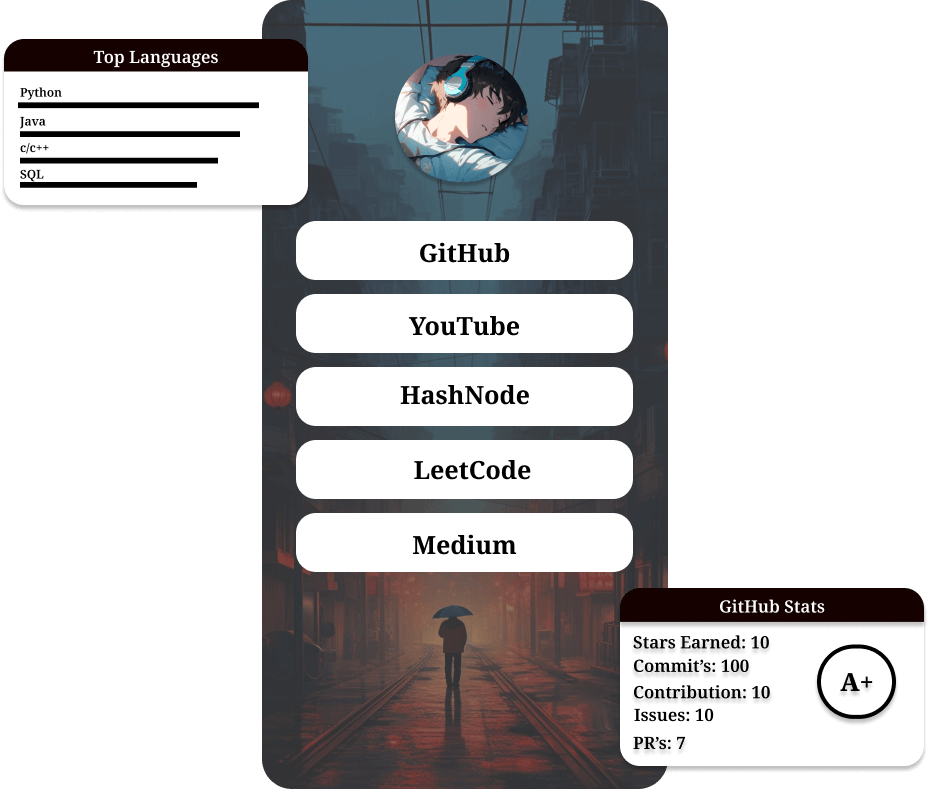 Top Languages
Python
Java
c/c++
SQL
GitHub
YouTube
HashNode
LeetCode
Medium
GitHub Stats
Stars Earned: 10
Commit’s: 100
Contribution: 10
Issues: 10
PR’s: 7
A+